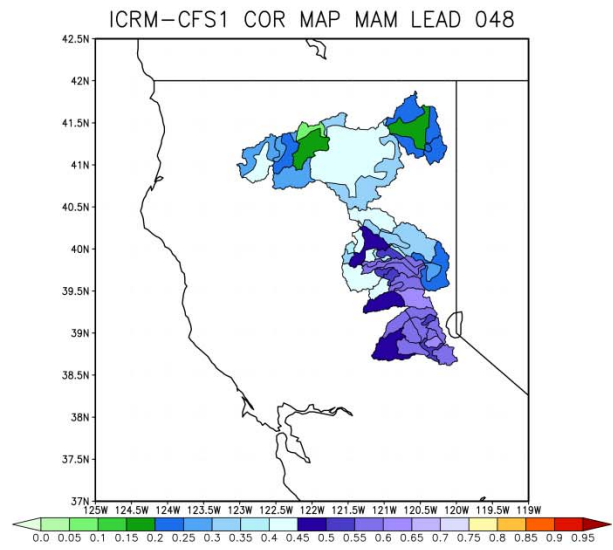 ICRM-CFS1 COR MAP MAM LEAD 048
42.5N
42N
41.5N
41N
40.5N
40N
39.5N
39N
38.5N
38N
37.5N
37N
125W 124.5W 124W 123.5W 123W 122.5W 122W 121.5W 121W 120.5W 120W 119.5W 119W
0.0 0.05 0.1 0.15 0.2 0.25 0.3 0.35 0.4 0.45 0.5 0.55 0.6 0.65 0.7 0.75 0.8 0.85 0.9 0.95